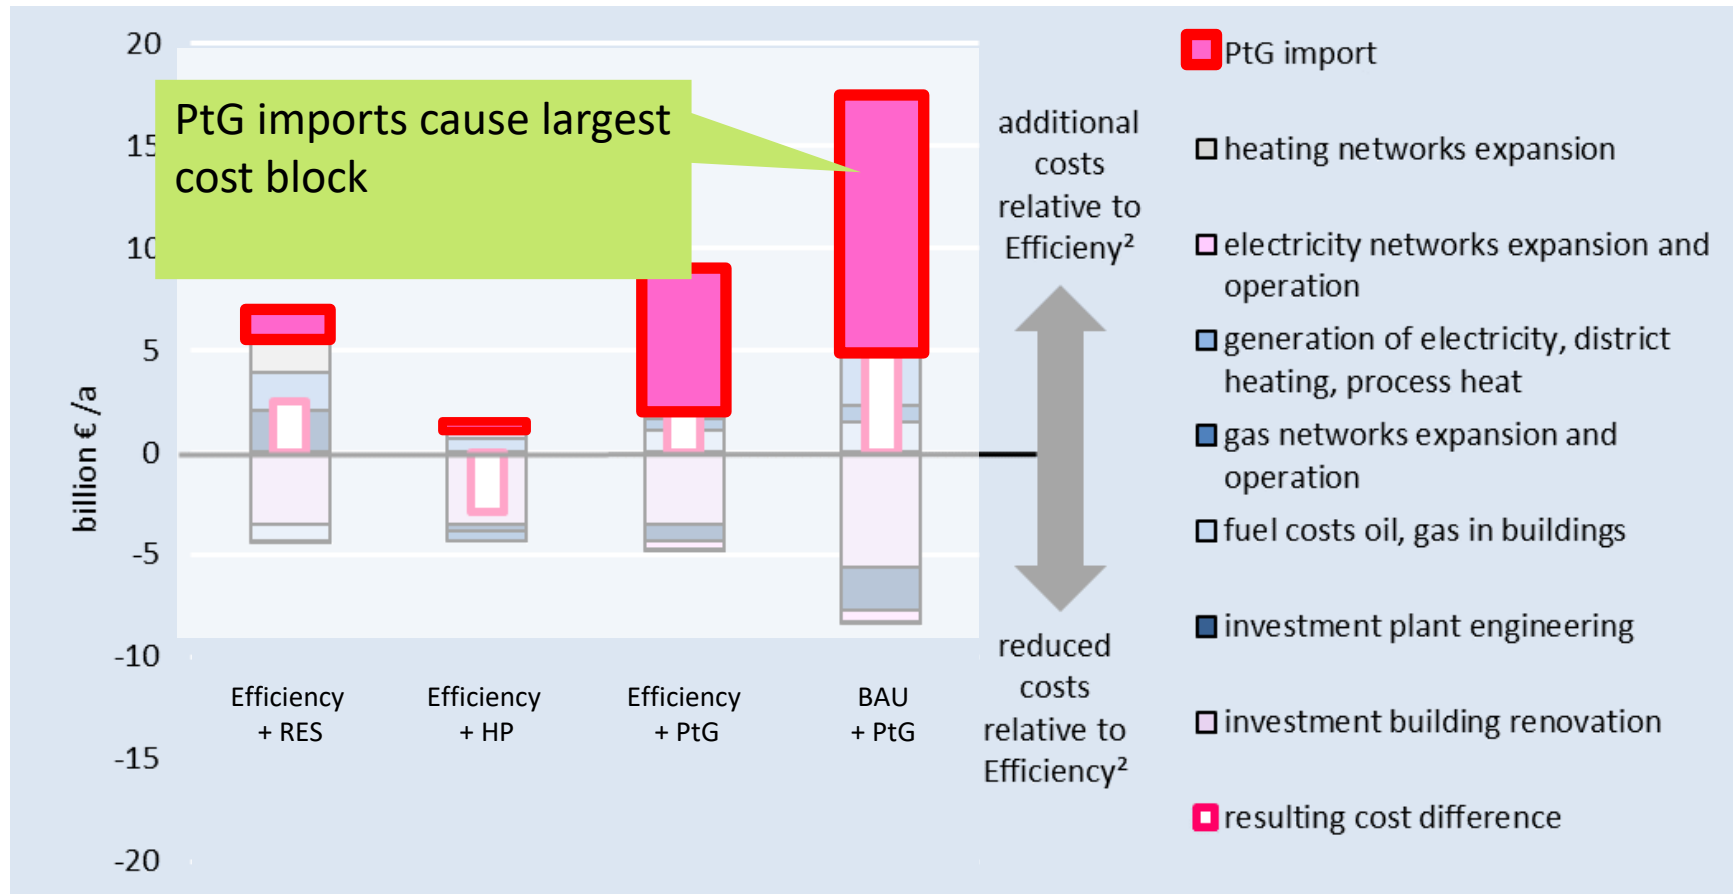 20
15
10
5
0
-5
-10
-15
-20
billion € /a
PtG imports cause largest
cost block
Efficiency
+ RES
Efficiency
+ HP
Efficiency
+ PtG
BAU
+ PtG
additional
costs
relative to
Efficieny²
reduced
costs
relative to
Efficiency²
PtG import
heating networks expansion
electricity networks expansion and
operation
generation of electricity, district
heating, process heat
gas networks expansion and
operation
fuel costs oil, gas in buildings
investment plant engineering
investment building renovation
resulting cost difference